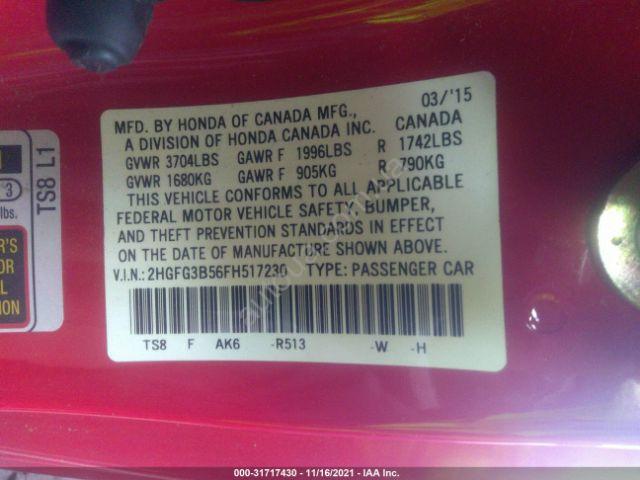 03/'15
MFD. BY HONDA OF CANADA MFG., CANADA
A DIVISION OF HONDA CANADA INC.
GVWR 3704LBS GAWR F 1996LBS R 1742LBS
GVWR 1680KG GAWR F 905KG R 790KG
THIS VEHICLE CONFORMS TO ALL APPLICABLE
FEDERAL MOTOR VEHICLE SAFETY, BUMPER,
AND THEFT PREVENTION STANDARDS IN EFFECT
ON THE DATE OF MANUFACTURE SHOWN ABOVE.
V.I.N.: 2HGFG3B56FH517230 TYPE: PASSENGER CAR
TS8 F AK6 -R513 -W -H
TS8 L1
3
lbs.
000-31717430 - 11/16/2021 - IAA Inc.